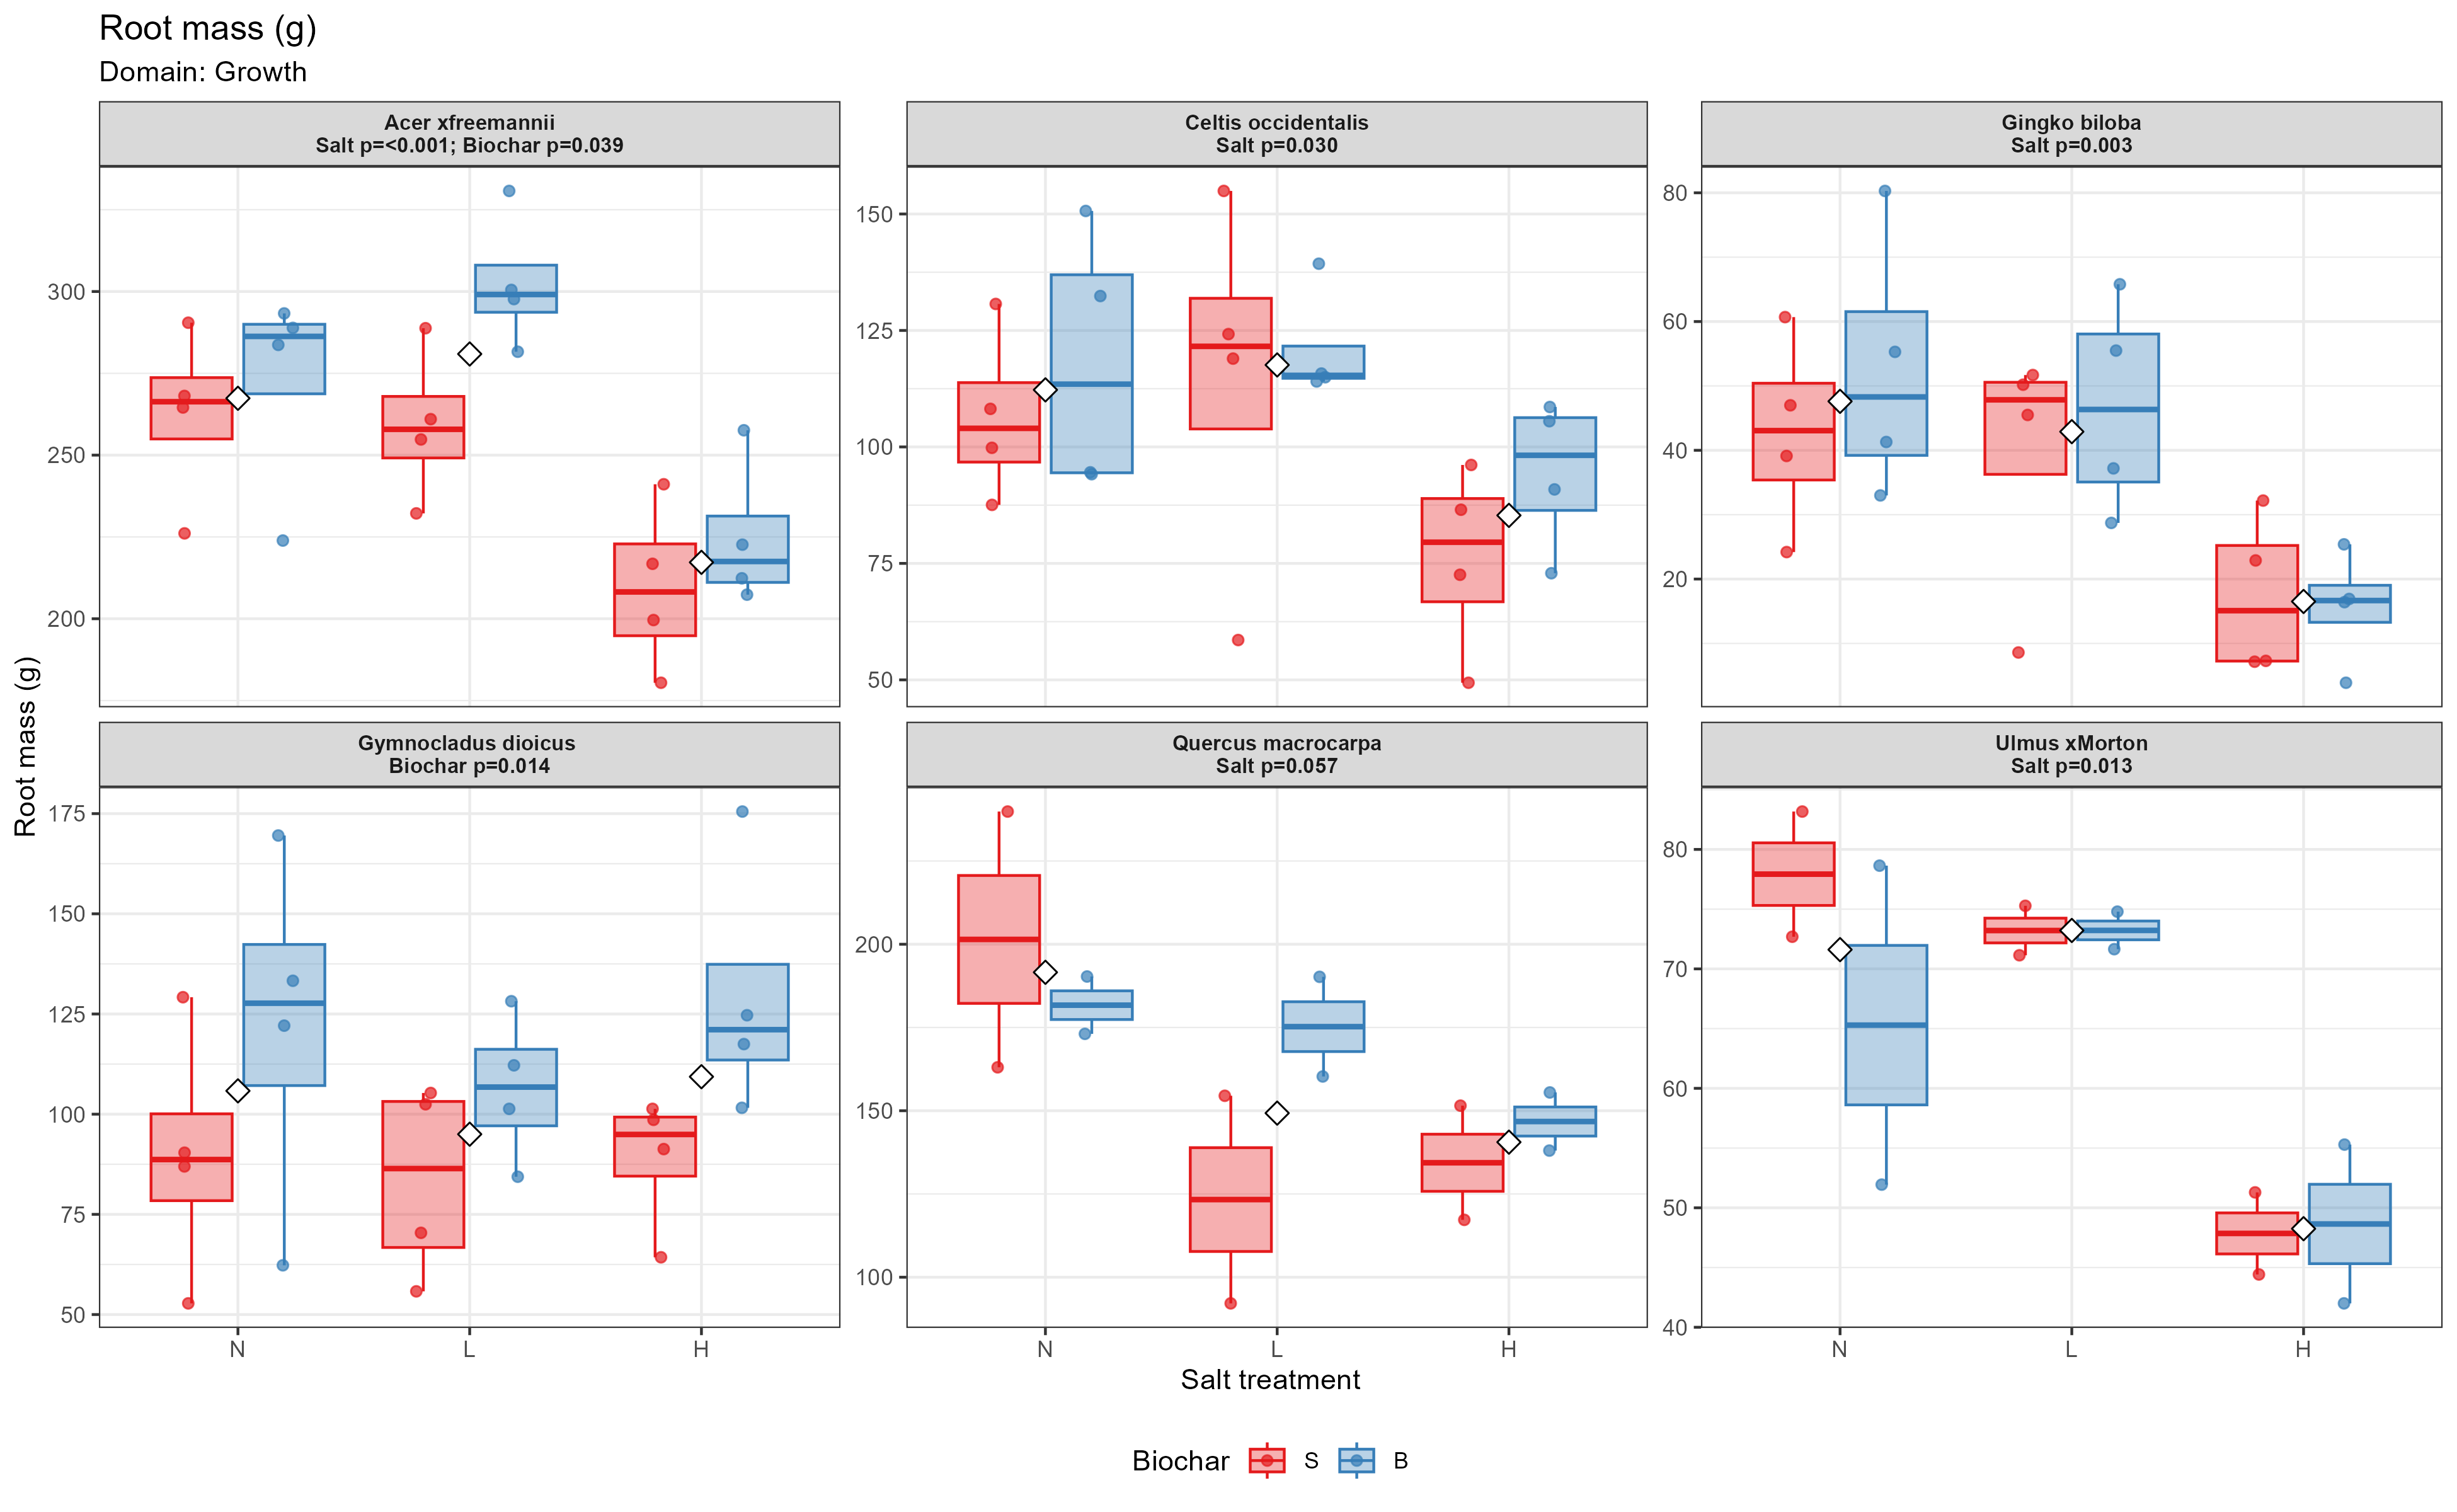 Root mass (g)
Domain: Growth
Acer xfreemannii
Salt p=<0.001; Biochar p=0.039
Celtis occidentalis
Salt p=0.030
Gingko biloba
Salt p=0.003
300
250
200
150
125
100
75
50
80
60
40
20
Root mass (g)
Gymnocladus dioicus
Biochar p=0.014
Quercus macrocarpa
Salt p=0.057
Ulmus xMorton
Salt p=0.013
175
150
125
100
75
50
200
150
100
80
70
60
50
40
N L H
N L H
N L H
Salt treatment
Biochar S B